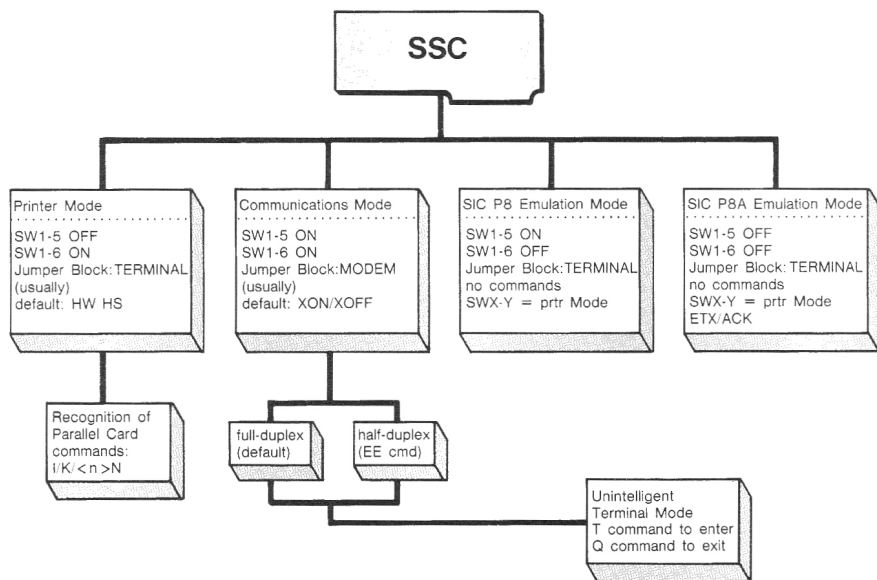 SSC
Printer Mode
SW1-5 OFF
SW1-6 ON
Jumper Block:TERMINAL
(usually)
default: HW HS
Communications Mode
SW1-5 ON
SW1-6 ON
Jumper Block:MODEM
(usually)
default: XON/XOFF
SIC P8 Emulation Mode
SW1-5 ON
SW1-6 OFF
Jumper Block:TERMINAL
no commands
SWX-Y = prtr Mode
SIC P8A Emulation Mode
SW1-5 OFF
SW1-6 OFF
Jumper Block:TERMINAL
no commands
SWX-Y = prtr Mode
ETX/ACK
Recognition of
Parallel Card
commands:
I/K/<n>N
full-duplex
(default)
half-duplex
(EE cmd)
Unintelligent
Terminal Mode
T command to enter
Q command to exit